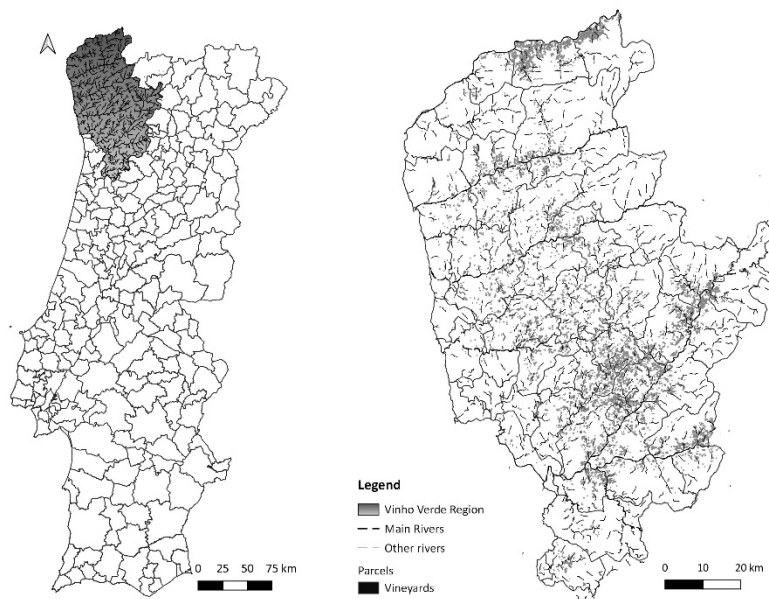 Legend
Vinho Verde Region
Main Rivers
Other rivers
Parcels
Vineyards
0 25 50 75 km
0 10 20 km